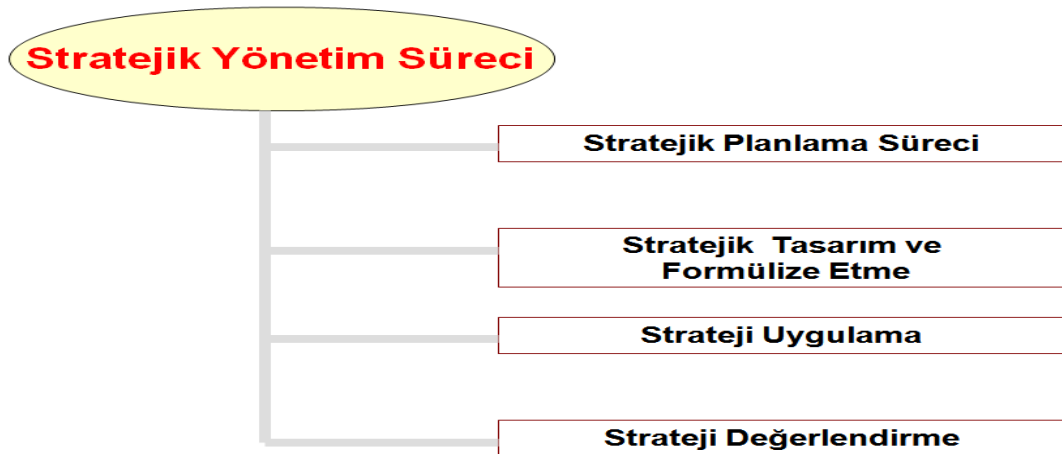 Stratejik Yönetim Süreci
Stratejik Planlama Süreci
Stratejik Tasarım ve
Formülize Etme
Strateji Uygulama
Strateji Değerlendirme